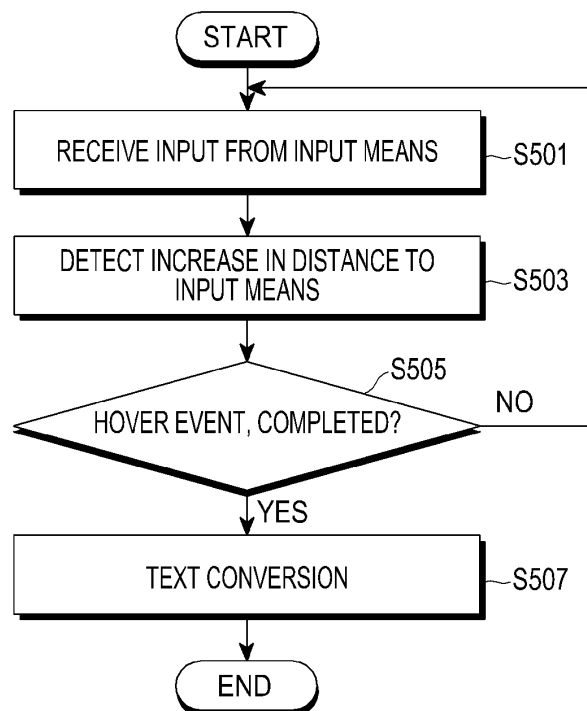 START
RECEIVE INPUT FROM INPUT MEANS
S501
DETECT INCREASE IN DISTANCE TO
INPUT MEANS
S503
S505
HOVER EVENT, COMPLETED?
NO
YES
TEXT CONVERSION
S507
END